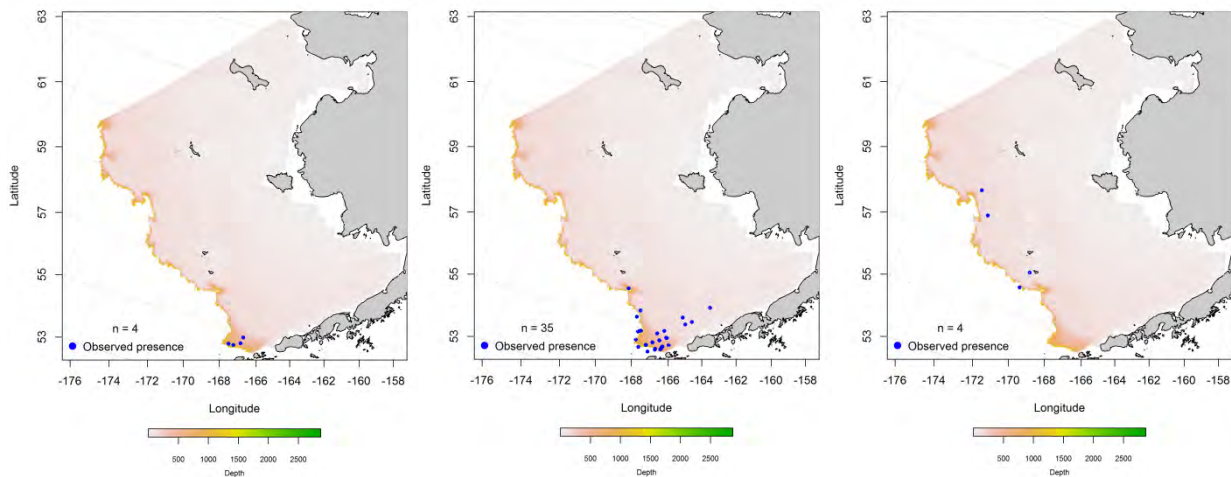 63
61
59
57
55
53
Latitude
n = 4
Observed presence
-176 -174 -172 -170 -168 -166 -164 -162 -160 -158
Longitude
500 1000 1500 2000 2500
Depth
63
61
59
57
55
53
Latitude
n = 35
Observed presence
-176 -174 -172 -170 -168 -166 -164 -162 -160 -158
Longitude
500 1000 1500 2000 2500
Depth
63
61
59
57
55
53
Latitude
n = 4
Observed presence
-176 -174 -172 -170 -168 -166 -164 -162 -160 -158
Longitude
500 1000 1500 2000 2500
Depth